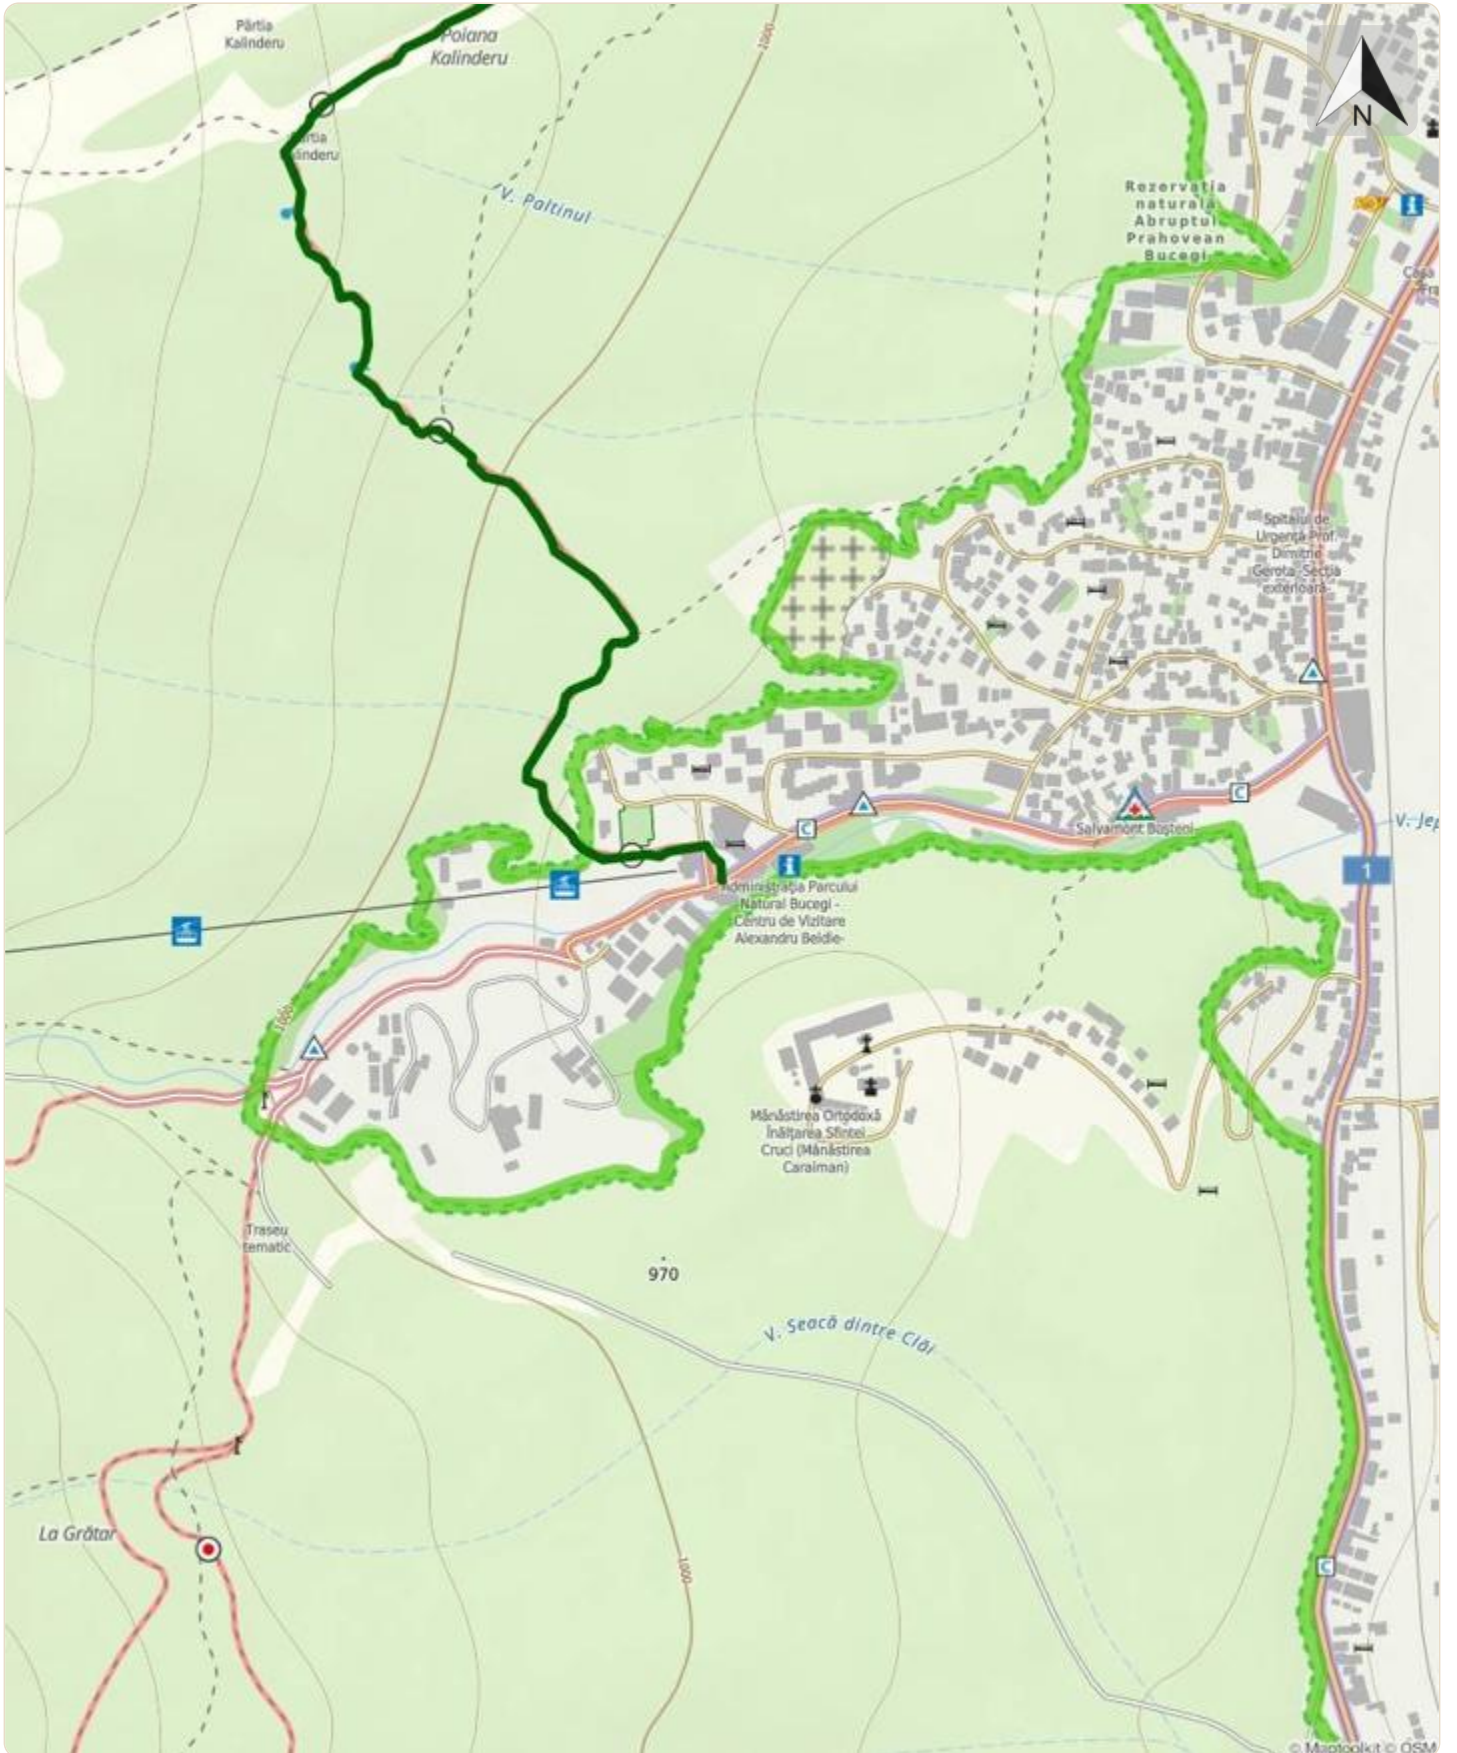 Pârtia
Kalinderu
Poiana
Kalinderu
1000
N
V. Paltinul
Rezervația
naturală
Abruptul
Prahovean
Bucegi
Spitalul de
Urgență Prof.
Dimitrie
Gerota -Secția
exterioară-
C
Salvamont Bușteni
C
1
Administrația Parcului
Natural Bucegi -
Centru de Vizitare
Alexandru Beldie-
1000
Mănăstirea Ortodoxă
Înălțarea Sfintei
Cruci (Mănăstirea
Caraiman)
Traseu
tematic
970
V. Seacă dintre Clăi
La Grătar
1000
C
© Maptoolkit © OSM